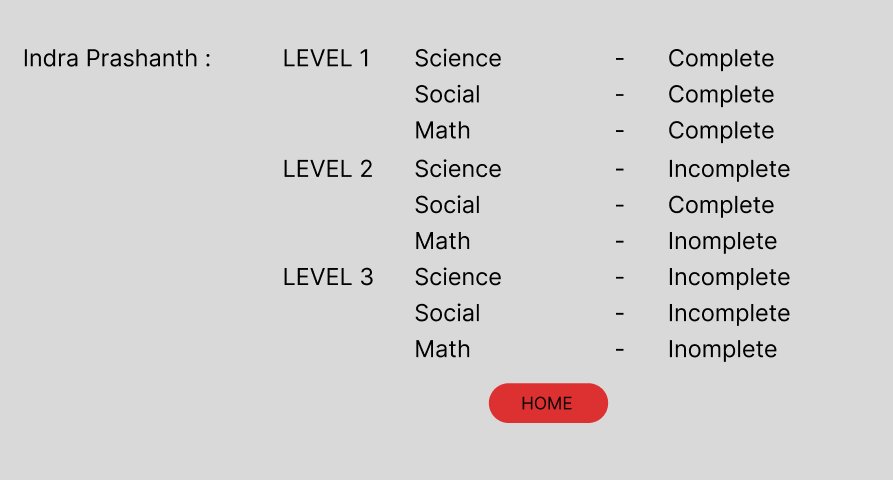 Indra Prashanth : LEVEL 1 Science - Complete
Social - Complete
Math - Complete
LEVEL 2 Science - Incomplete
Social - Complete
Math - Inomplete
LEVEL 3 Science - Incomplete
Social - Incomplete
Math - Inomplete
HOME